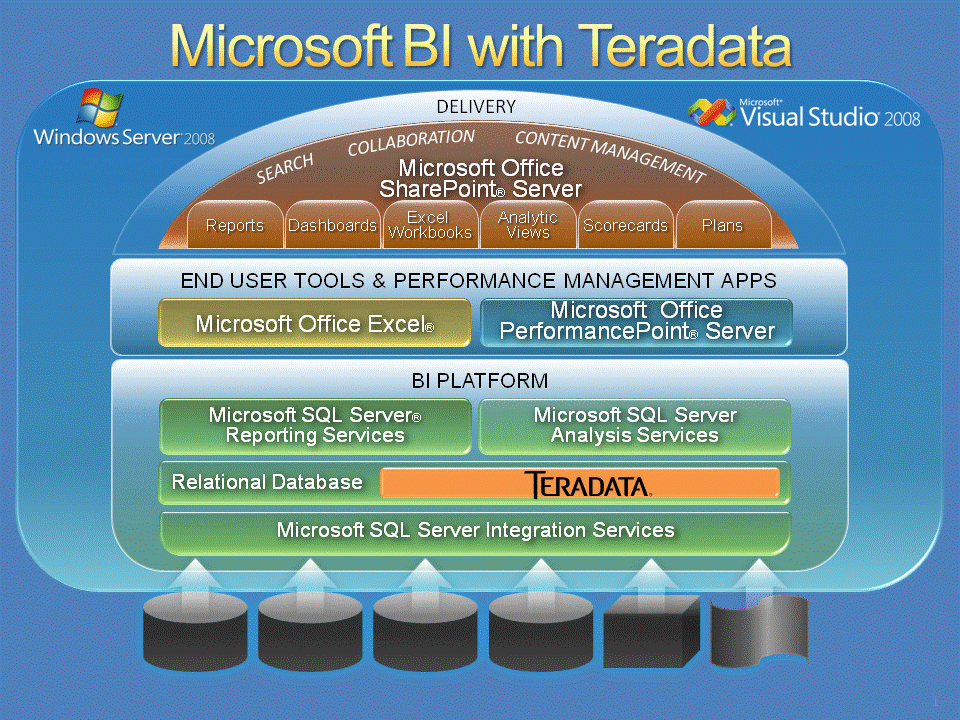 Microsoft BI with Teradata
Windows Server 2008
DELIVERY
Microsoft®
Visual Studio® 2008
SEARCH
COLLABORATION
CONTENT MANAGEMENT
Microsoft Office
SharePoint® Server
Reports
Dashboards
Excel
Workbooks
Analytic
Views
Scorecards
Plans
END USER TOOLS & PERFORMANCE MANAGEMENT APPS
Microsoft Office Excel®
Microsoft Office
PerformancePoint® Server
BI PLATFORM
Microsoft SQL Server®
Reporting Services
Microsoft SQL Server
Analysis Services
Relational Database
TERADATA®
Microsoft SQL Server Integration Services
1